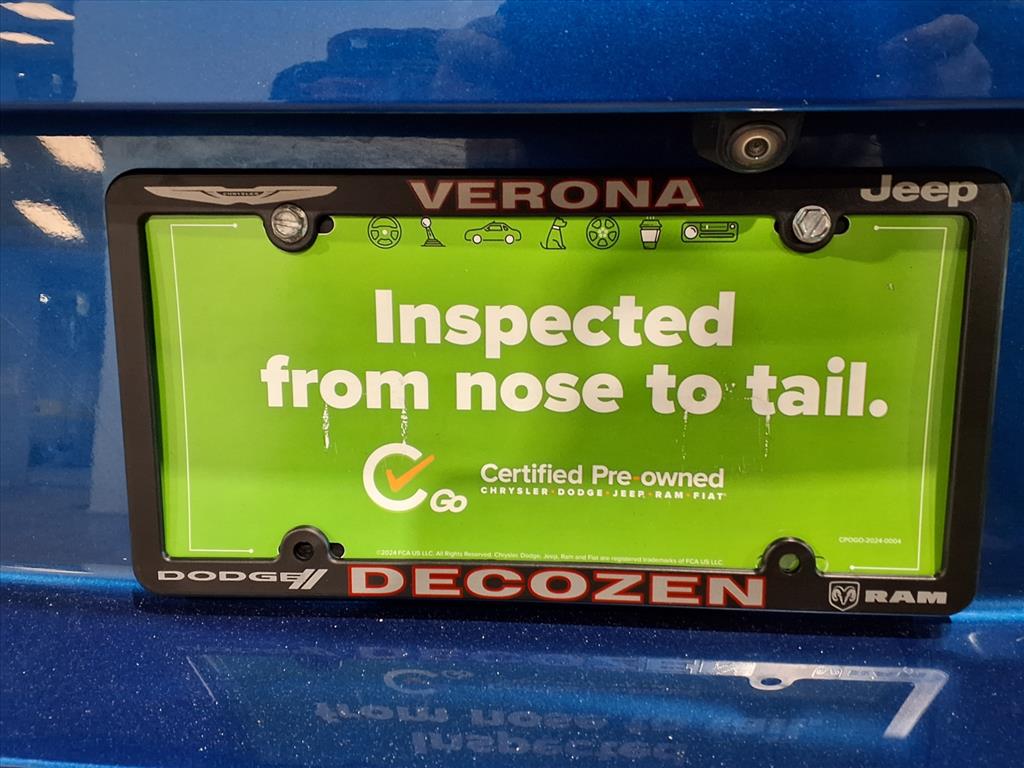 CHRYSLER
VERONA
Jeep
Inspected
from nose to tail.
Go
Certified Pre-owned
CHRYSLER · DODGE · JEEP · RAM · FIAT
©2024 FCA US LLC. All Rights Reserved. Chrysler, Dodge, Jeep, Ram and Fiat are registered trademarks of FCA US LLC
CPOGO-2024-0004
DODGE
DECOZEN
RAM